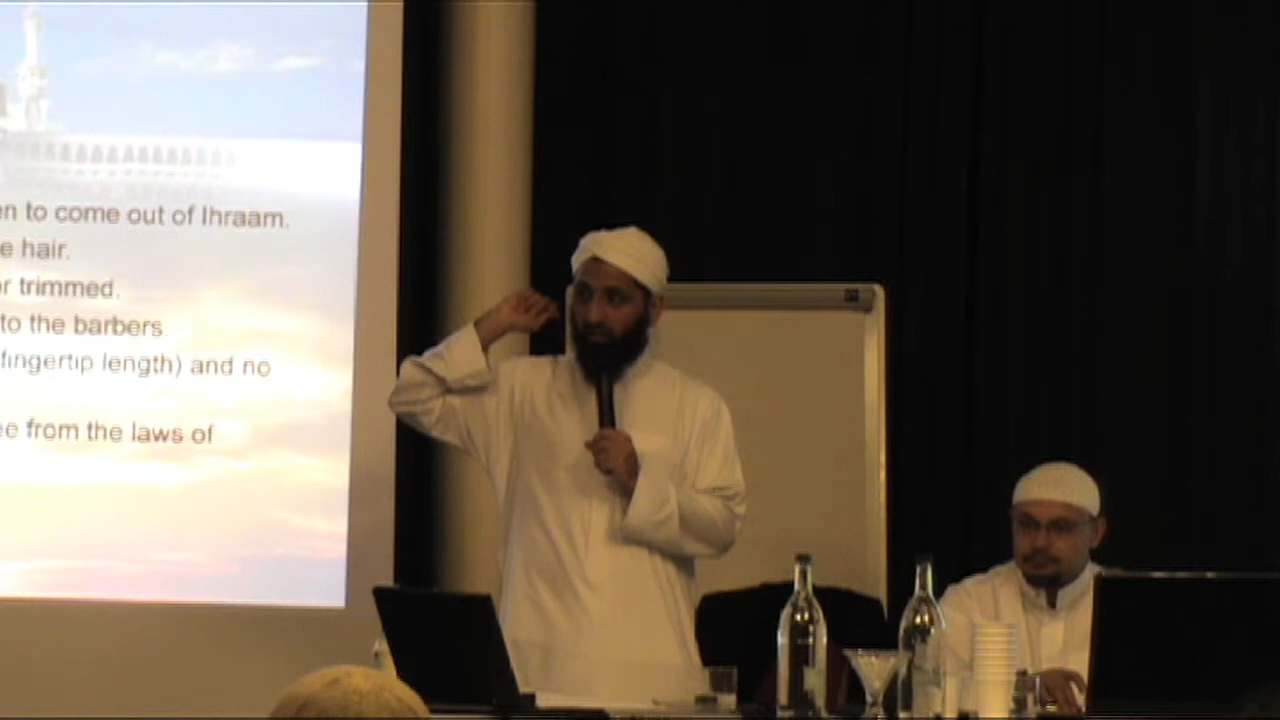 en to come out of Ihraam.
e hair.
or trimmed.
to the barbers
fingertip length) and no
ee from the laws of